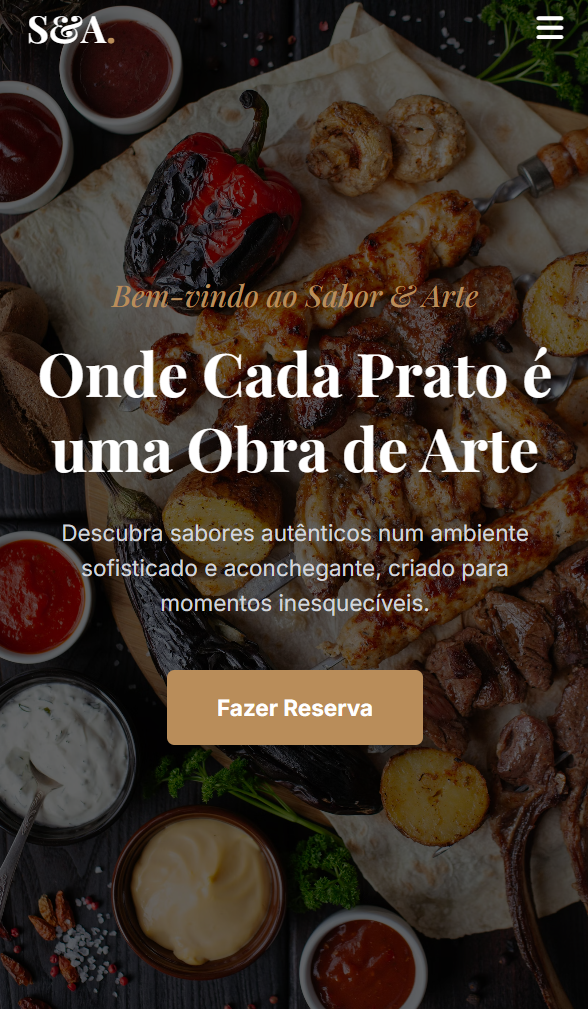 S&A.
Bem-vindo ao Sabor & Arte
Onde Cada Prato é
uma Obra de Arte
Descubra sabores autênticos num ambiente
sofisticado e aconchegante, criado para
momentos inesquecíveis.
Fazer Reserva